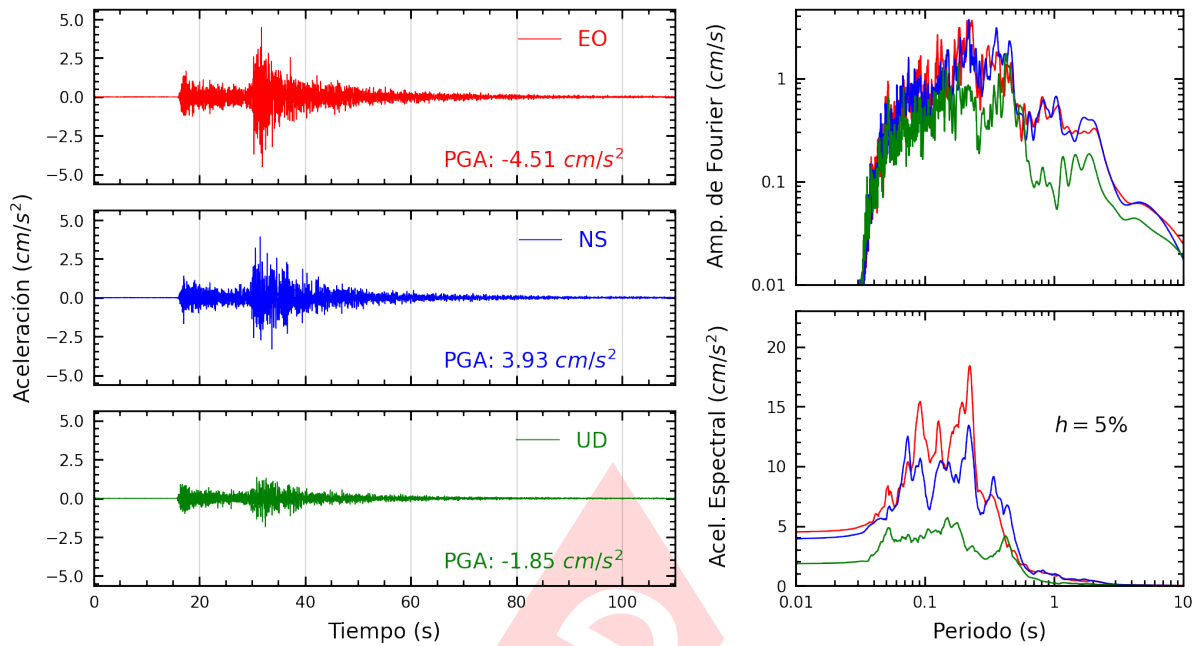 Aceleración (cm/s²)
5.0
2.5
0.0
−2.5
−5.0
EO
PGA: -4.51 cm/s²
5.0
2.5
0.0
−2.5
−5.0
NS
PGA: 3.93 cm/s²
5.0
2.5
0.0
−2.5
−5.0
UD
PGA: -1.85 cm/s²
0 20 40 60 80 100
Tiempo (s)
Amp. de Fourier (cm/s)
1
0.1
0.01
Acel. Espectral (cm/s²)
20
15
10
5
0
h = 5%
0.01 0.1 1 10
Periodo (s)